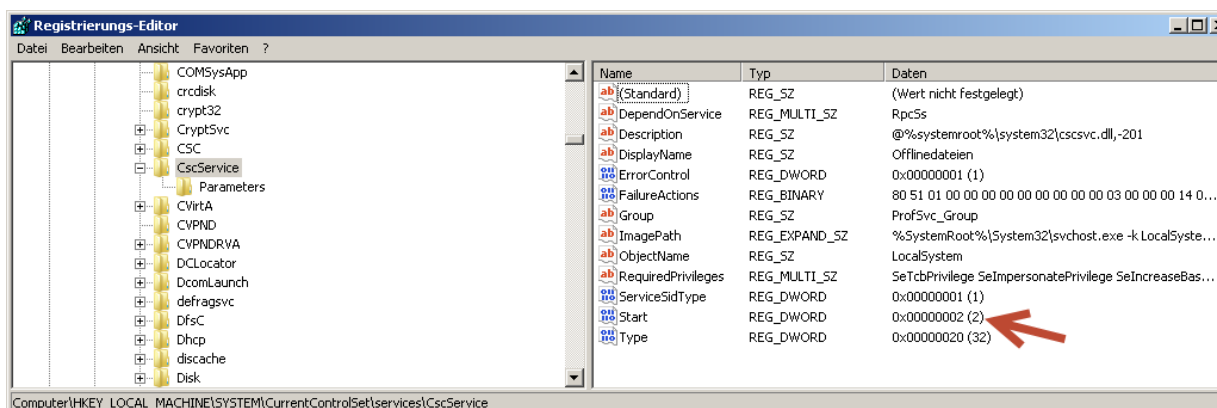 Registrierungs-Editor
Datei Bearbeiten Ansicht Favoriten ?
COMSysApp
crcdisk
crypt32
CryptSvc
CSC
CscService
Parameters
CVirtA
CVPND
CVPNDRVA
DCLocator
DcomLaunch
defragsvc
DfsC
Dhcp
discache
Disk
Name Typ Daten
(Standard) REG_SZ (Wert nicht festgelegt)
DependOnService REG_MULTI_SZ RpcSs
Description REG_SZ @%systemroot%\system32\cscsvc.dll,-201
DisplayName REG_SZ Offlinedateien
ErrorControl REG_DWORD 0x00000001 (1)
FailureActions REG_BINARY 80 51 01 00 00 00 00 00 00 00 00 00 03 00 00 00 14 0...
Group REG_SZ ProfSvc_Group
ImagePath REG_EXPAND_SZ %SystemRoot%\System32\svchost.exe -k LocalSyste...
ObjectName REG_SZ LocalSystem
RequiredPrivileges REG_MULTI_SZ SeTcbPrivilege SeImpersonatePrivilege SeIncreaseBas...
ServiceSidType REG_DWORD 0x00000001 (1)
Start REG_DWORD 0x00000002 (2)
Type REG_DWORD 0x00000020 (32)
Computer\HKEY_LOCAL_MACHINE\SYSTEM\CurrentControlSet\services\CscService